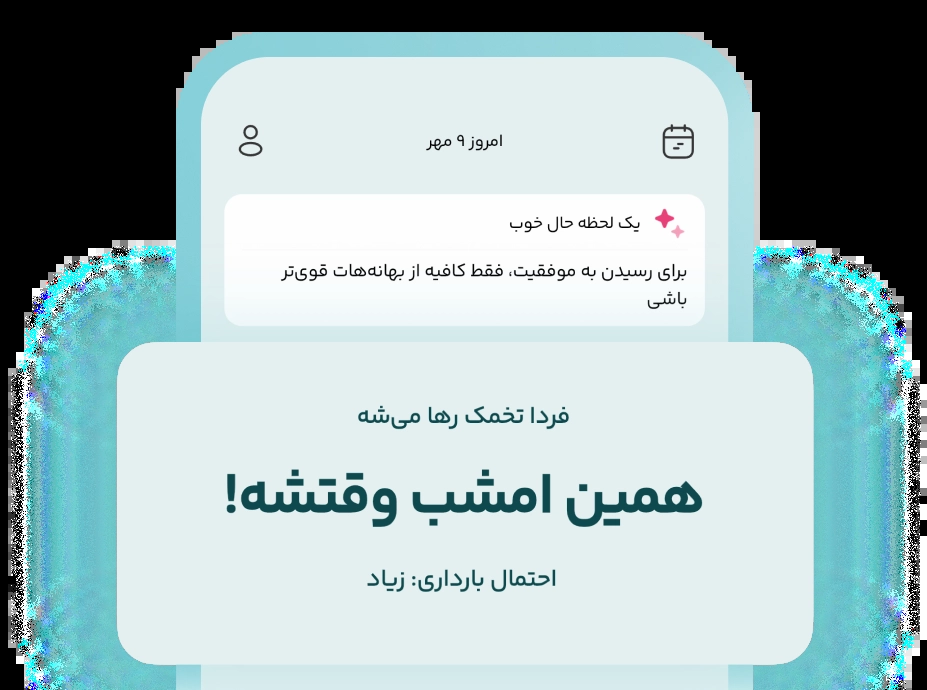 امروز ۹ مهر
یک لحظه حال خوب
برای رسیدن به موفقیت، فقط کافیه از بهانه‌هات قوی‌تر
باشی
فردا تخمک رها می‌شه
همین امشب وقتشه!
احتمال بارداری: زیاد